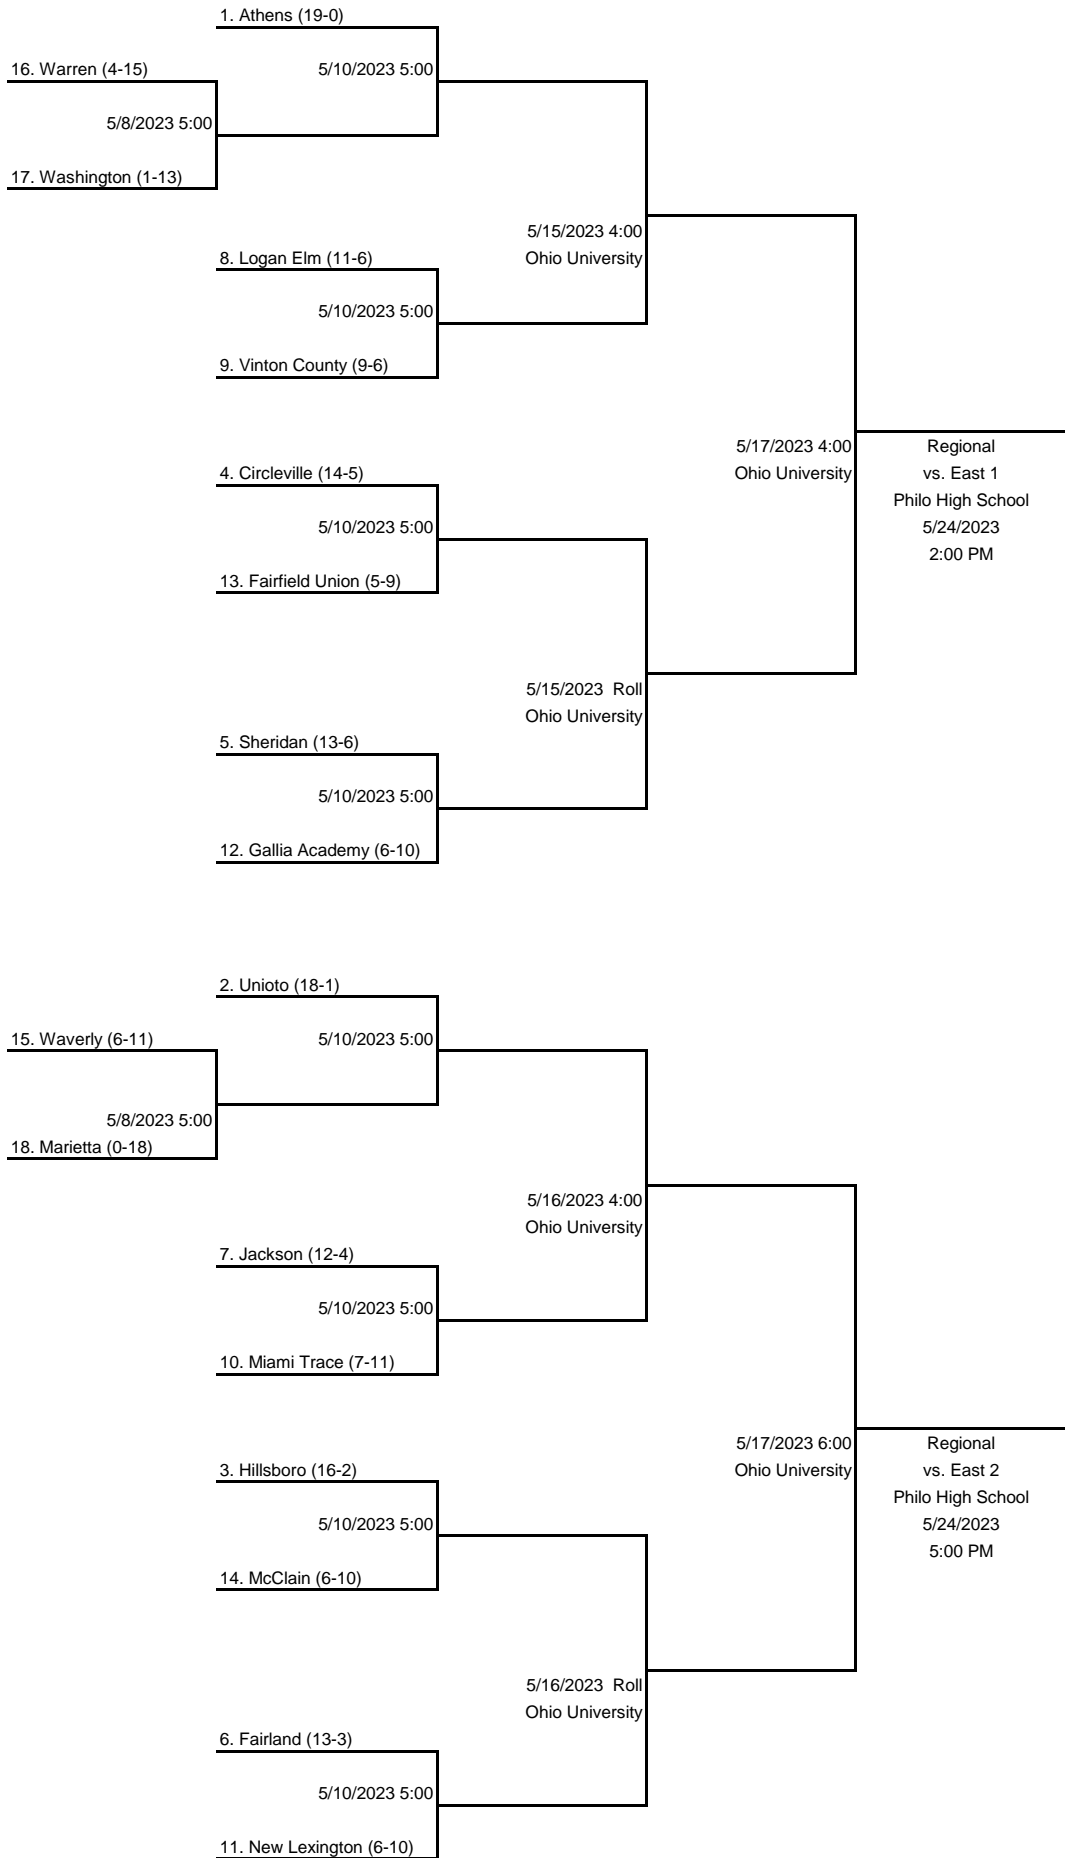 1. Athens (19-0)
16. Warren (4-15)
5/10/2023 5:00
5/8/2023 5:00
17. Washington (1-13)
5/15/2023 4:00
Ohio University
8. Logan Elm (11-6)
5/10/2023 5:00
9. Vinton County (9-6)
5/17/2023 4:00
Ohio University
Regional
vs. East 1
Philo High School
5/24/2023
2:00 PM
4. Circleville (14-5)
5/10/2023 5:00
13. Fairfield Union (5-9)
5/15/2023  Roll
Ohio University
5. Sheridan (13-6)
5/10/2023 5:00
12. Gallia Academy (6-10)
2. Unioto (18-1)
15. Waverly (6-11)
5/10/2023 5:00
5/8/2023 5:00
18. Marietta (0-18)
5/16/2023 4:00
Ohio University
7. Jackson (12-4)
5/10/2023 5:00
10. Miami Trace (7-11)
5/17/2023 6:00
Ohio University
Regional
vs. East 2
Philo High School
5/24/2023
5:00 PM
3. Hillsboro (16-2)
5/10/2023 5:00
14. McClain (6-10)
5/16/2023  Roll
Ohio University
6. Fairland (13-3)
5/10/2023 5:00
11. New Lexington (6-10)